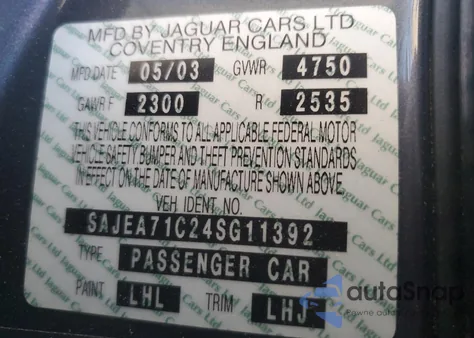 MFD BY JAGUAR CARS LTD
COVENTRY ENGLAND
MFD DATE 05/03 GVWR 4750
GAWR F 2300 R 2535
THIS VEHICLE CONFORMS TO ALL APPLICABLE FEDERAL MOTOR
VEHICLE SAFETY BUMPER AND THEFT PREVENTION STANDARDS
IN EFFECT ON THE DATE OF MANUFACTURE SHOWN ABOVE.
VEH IDENT NO.
SAJEA71C24SG11392
TYPE PASSENGER CAR
PAINT LHL TRIM LHJ
autoSnap